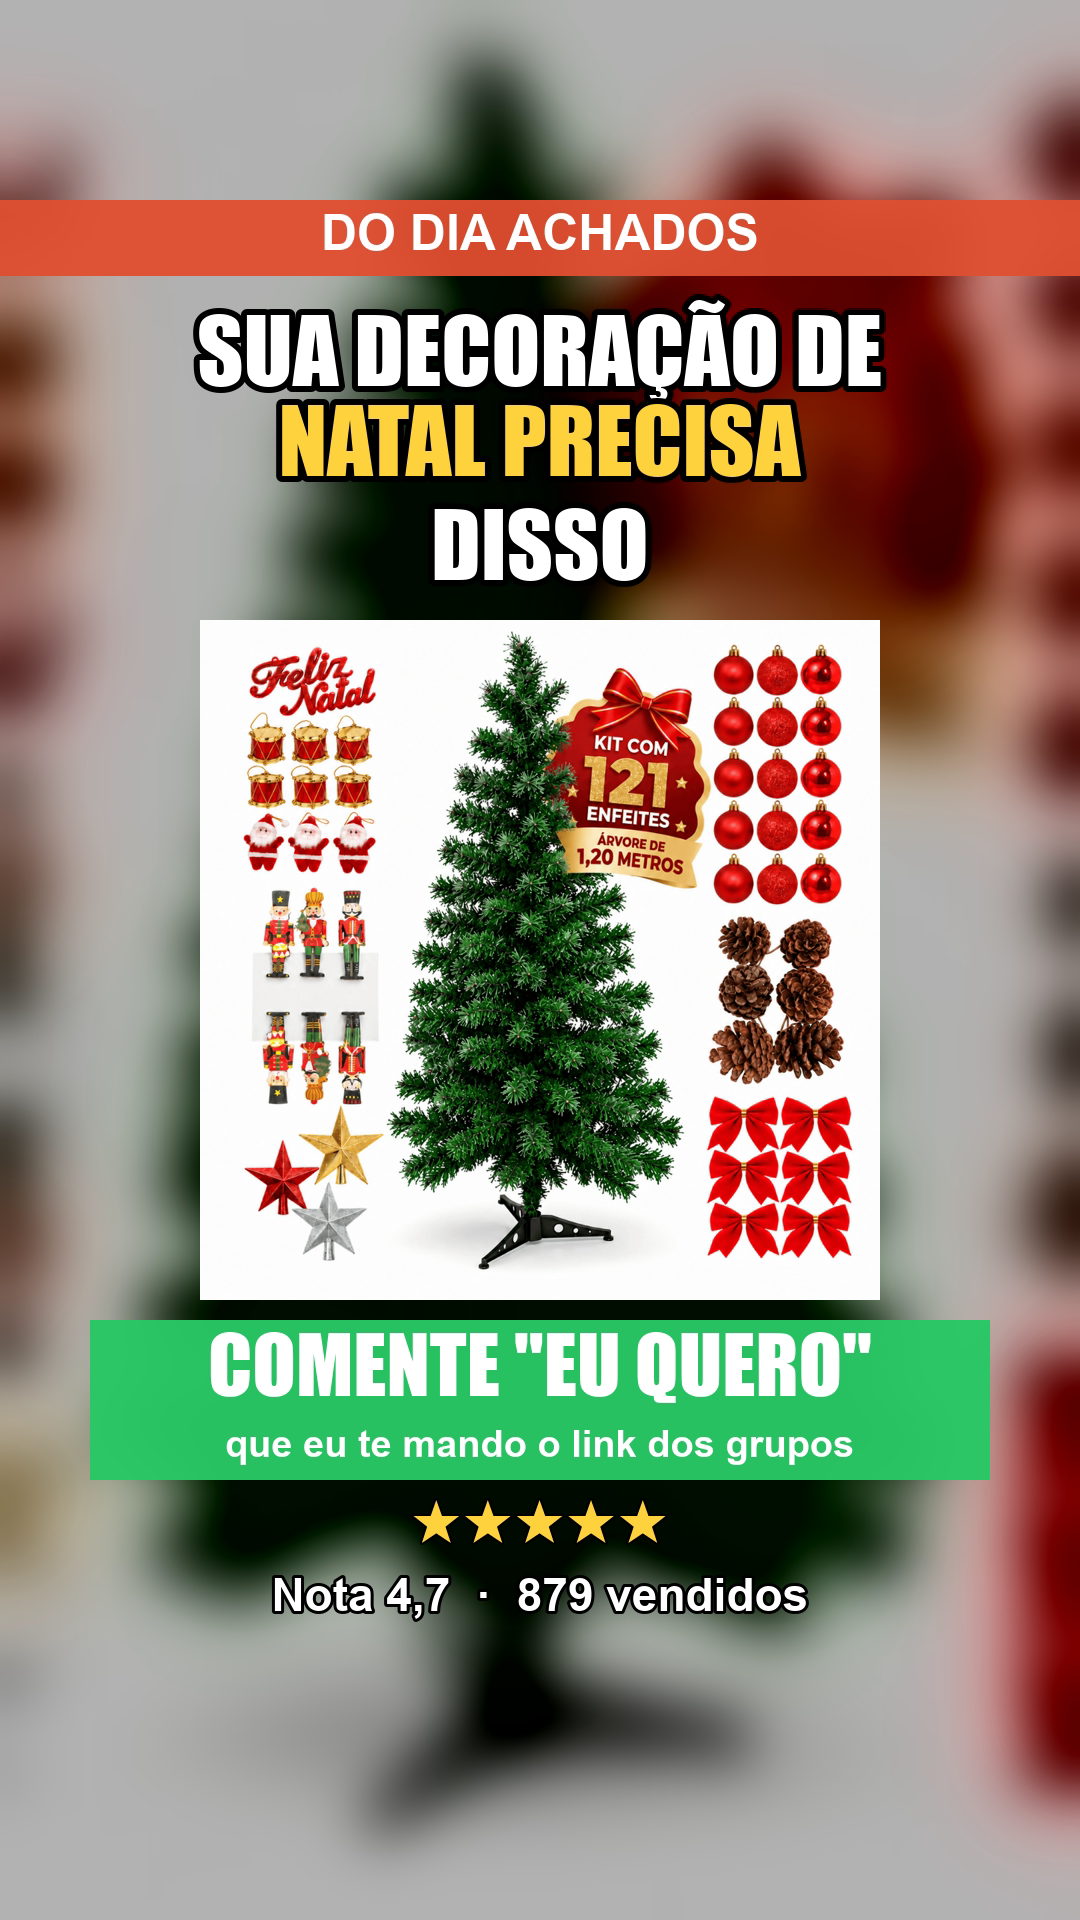 DO DIA ACHADOS
SUA DECORAÇÃO DE
NATAL PRECISA
DISSO
Feliz
Natal
KIT COM
121
ENFEITES
ÁRVORE DE
1,20 METROS
COMENTE "EU QUERO"
que eu te mando o link dos grupos
★★★★★
Nota 4,7 · 879 vendidos